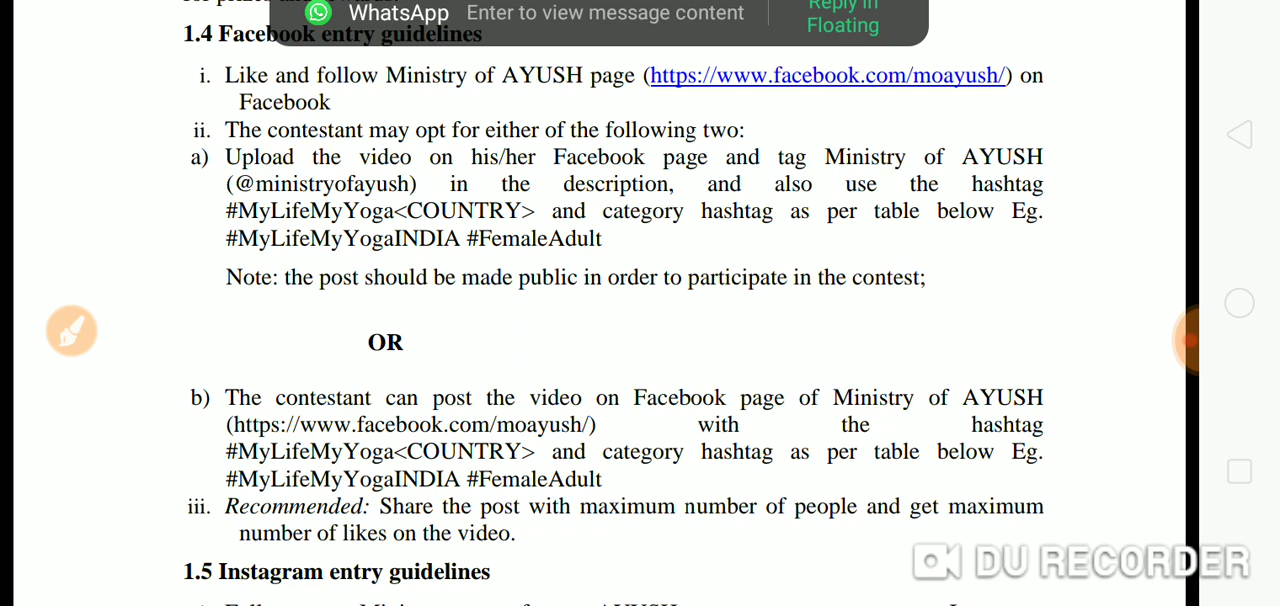 WhatsApp Enter to view message content
Reply in
Floating
1.4 Facebook entry guidelines
i. Like and follow Ministry of AYUSH page (https://www.facebook.com/moayush/) on
Facebook
ii. The contestant may opt for either of the following two:
a) Upload the video on his/her Facebook page and tag Ministry of AYUSH
(@ministryofayush) in the description, and also use the hashtag
#MyLifeMyYoga<COUNTRY> and category hashtag as per table below Eg.
#MyLifeMyYogaINDIA #FemaleAdult
Note: the post should be made public in order to participate in the contest;
OR
b) The contestant can post the video on Facebook page of Ministry of AYUSH
(https://www.facebook.com/moayush/) with the hashtag
#MyLifeMyYoga<COUNTRY> and category hashtag as per table below Eg.
#MyLifeMyYogaINDIA #FemaleAdult
iii. Recommended: Share the post with maximum number of people and get maximum
number of likes on the video.
DU RECORDER
1.5 Instagram entry guidelines